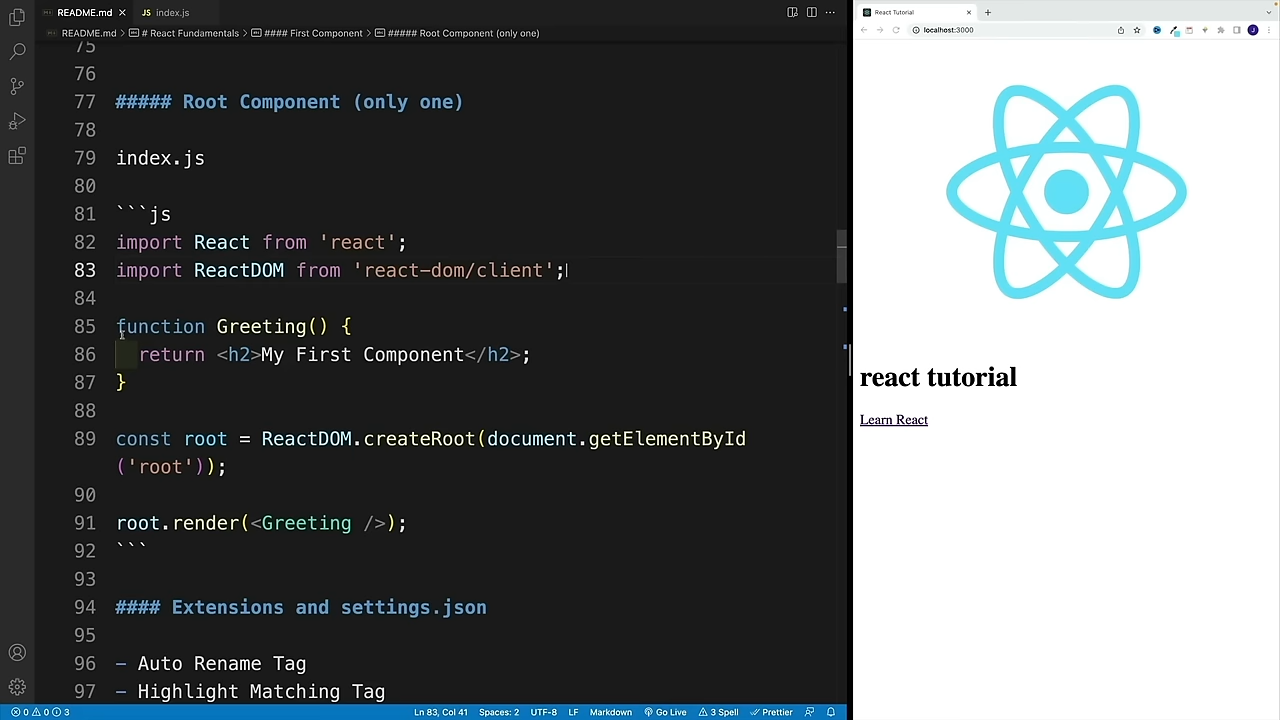 README.md
index.js
README.md > # React Fundamentals > #### First Component > ##### Root Component (only one)
75
76
77 ##### Root Component (only one)
78
79 index.js
80
81 ```js
82 import React from 'react';
83 import ReactDOM from 'react-dom/client';
84
85 function Greeting() {
86 return <h2>My First Component</h2>;
87 }
88
89 const root = ReactDOM.createRoot(document.getElementById
('root'));
90
91 root.render(<Greeting />);
92 ```
93
94 #### Extensions and settings.json
95
96 - Auto Rename Tag
97 - Highlight Matching Tag
0 0 3 Ln 83, Col 41 Spaces: 2 UTF-8 LF Markdown Go Live 3 Spell Prettier
React Tutorial
localhost:3000
J
react tutorial
Learn React